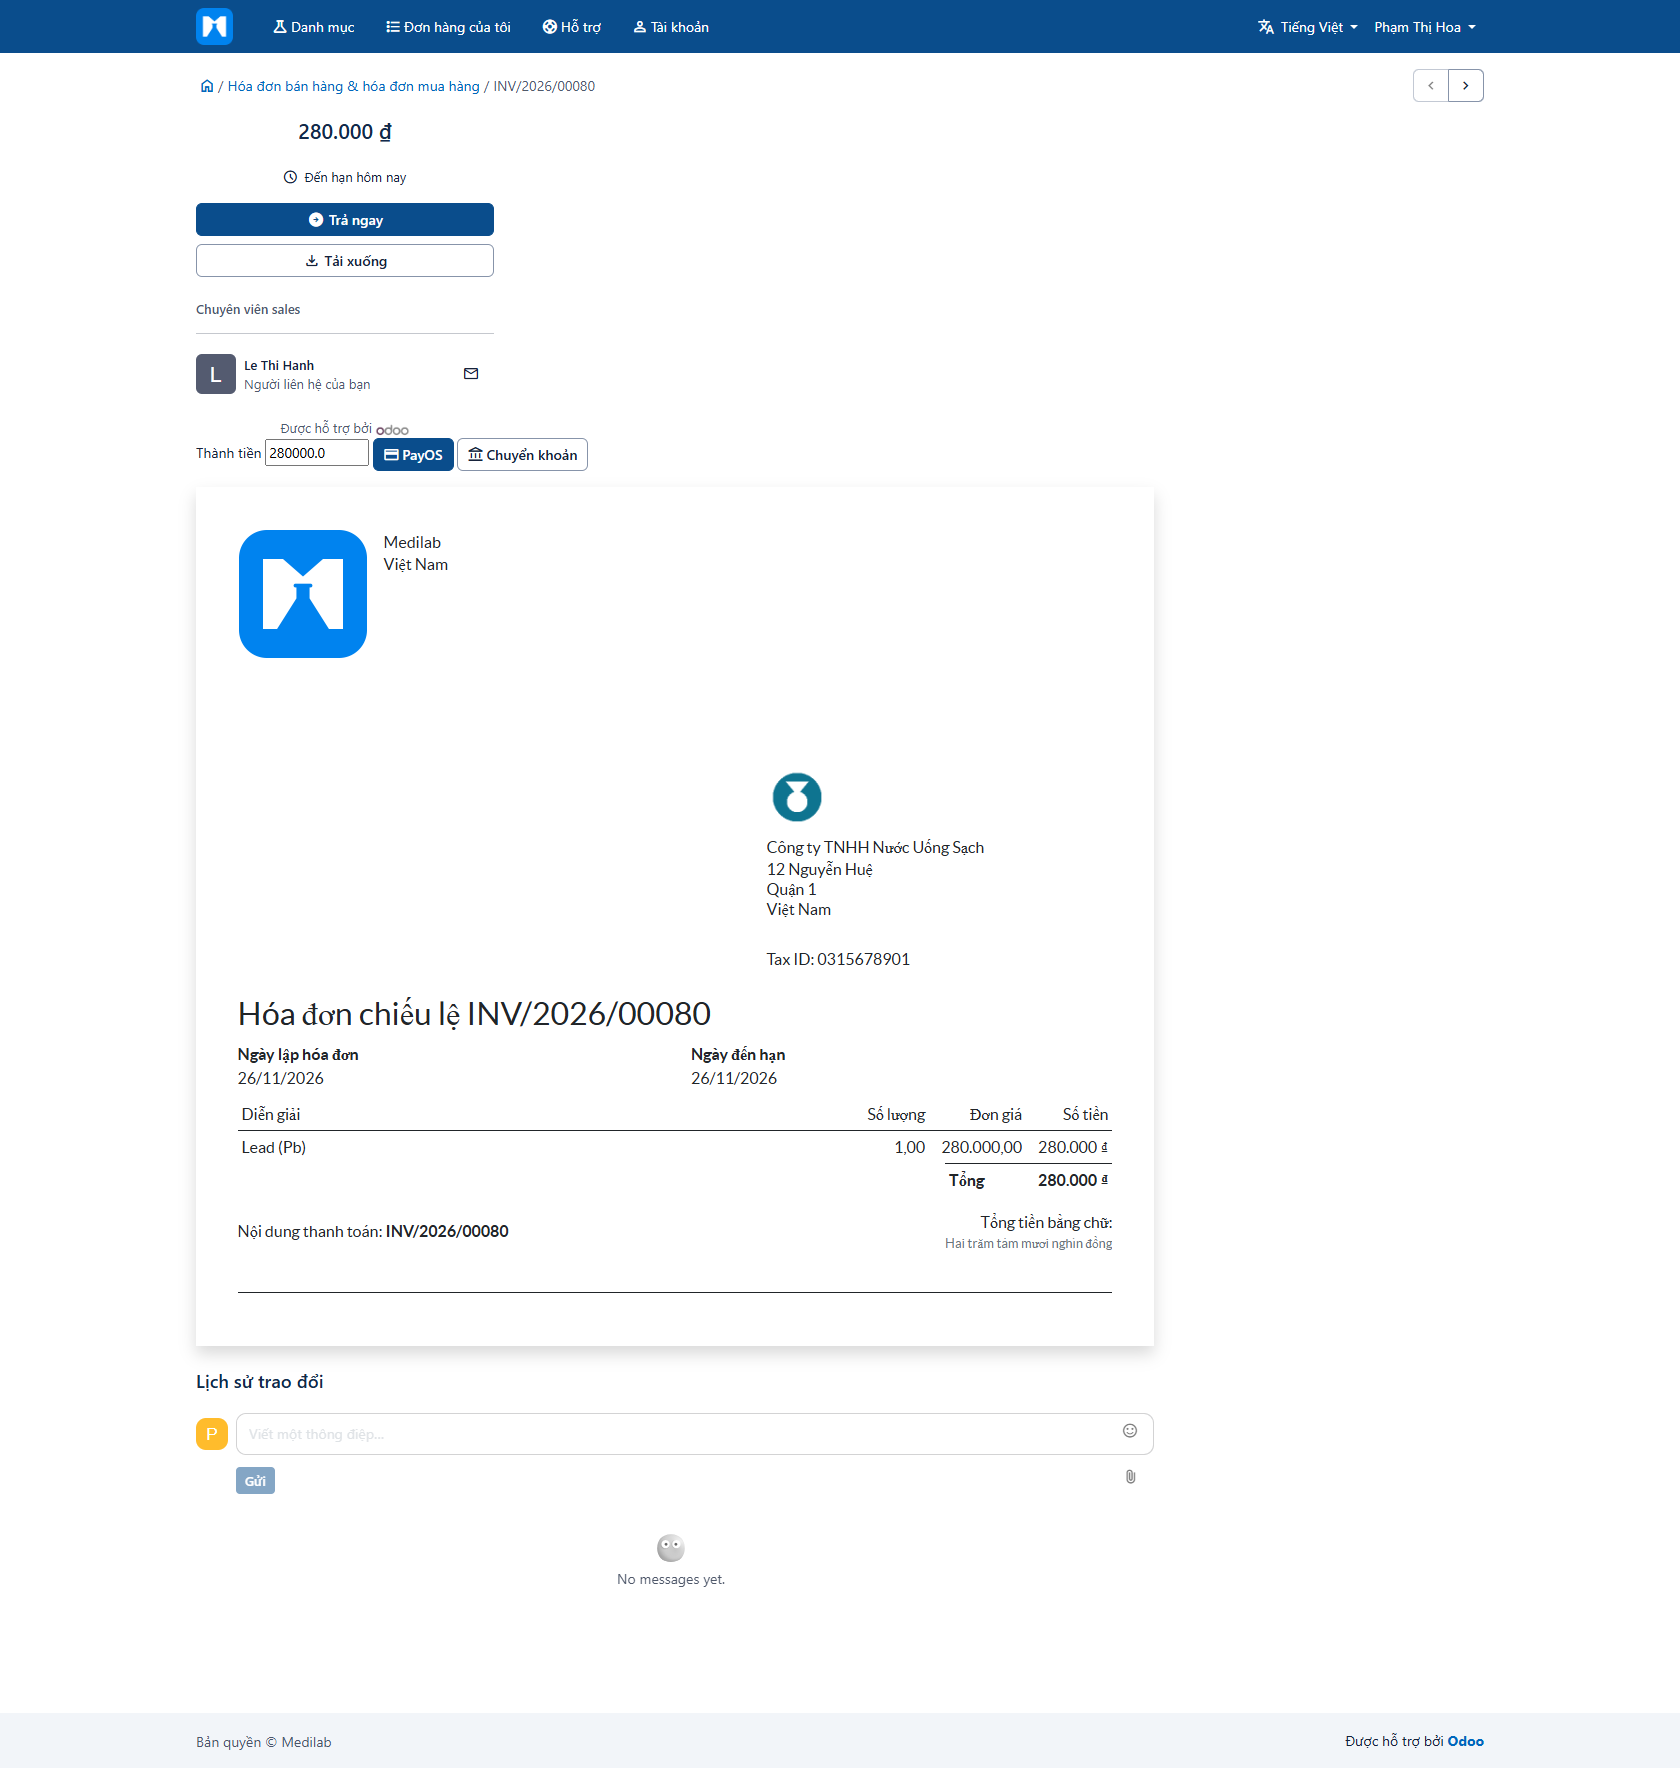 Danh mục
Đơn hàng của tôi
Hỗ trợ
Tài khoản
Tiếng Việt
Phạm Thị Hoa
/ Hóa đơn bán hàng & hóa đơn mua hàng / INV/2026/00080
280.000 ₫
Đến hạn hôm nay
Trả ngay
Tải xuống
Chuyên viên sales
L
Le Thi Hanh
Người liên hệ của bạn
Được hỗ trợ bởi odoo
Thành tiền 280000.0 PayOS Chuyển khoản
Medilab
Việt Nam
Công ty TNHH Nước Uống Sạch
12 Nguyễn Huệ
Quận 1
Việt Nam
Tax ID: 0315678901
Hóa đơn chiếu lệ INV/2026/00080
Ngày lập hóa đơn Ngày đến hạn
26/11/2026 26/11/2026
Diễn giải Số lượng Đơn giá Số tiền
Lead (Pb) 1,00 280.000,00 280.000 ₫
Tổng 280.000 ₫
Nội dung thanh toán: INV/2026/00080
Tổng tiền bằng chữ:
Hai trăm tám mươi nghìn đồng
Lịch sử trao đổi
P
Viết một thông điệp...
Gửi
No messages yet.
Bản quyền © Medilab
Được hỗ trợ bởi Odoo